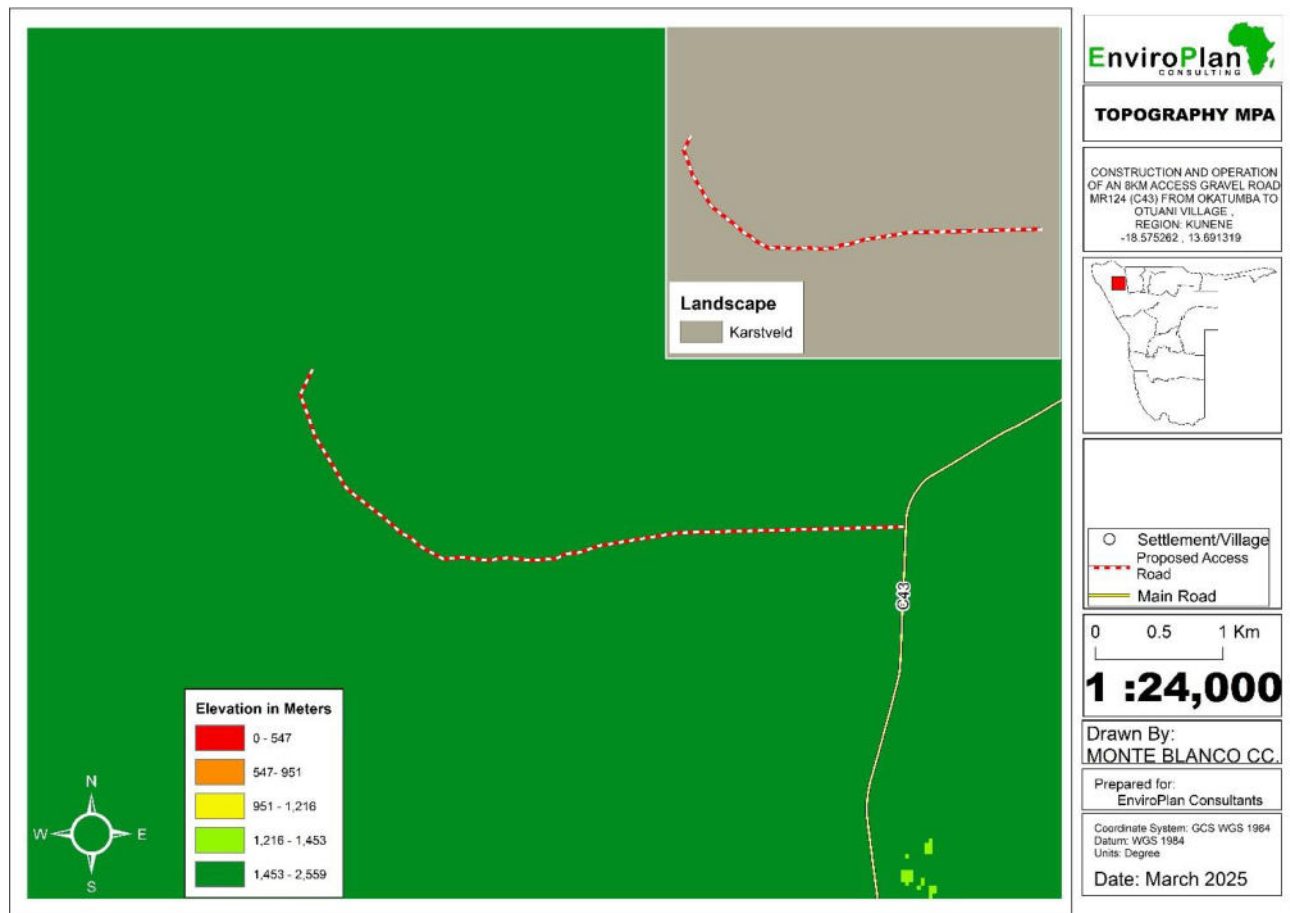 EnviroPlan
CONSULTING
TOPOGRAPHY MPA
CONSTRUCTION AND OPERATION
OF AN 8KM ACCESS GRAVEL ROAD
MR124 (C43) FROM OKATUMBA TO
OTUANI VILLAGE ,
REGION: KUNENE
-18.575262 , 13.691319
Landscape
Karstveld
C43
Settlement/Village
Proposed Access
Road
Main Road
0 0.5 1 Km
1 :24,000
Drawn By:
MONTE BLANCO CC.
Prepared for:
EnviroPlan Consultants
Coordinate System: GCS WGS 1984
Datum: WGS 1984
Units: Degree
Date: March 2025
Elevation in Meters
0 - 547
547- 951
951 - 1,216
1,216 - 1,453
1,453 - 2,559
N
W E
S